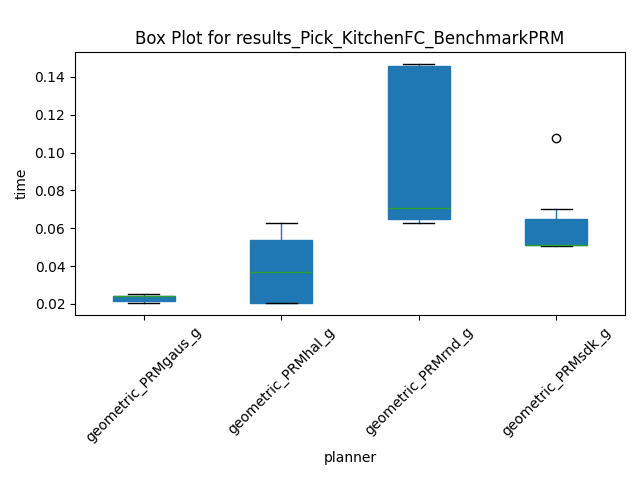 Box Plot for results_Pick_KitchenFC_BenchmarkPRM
time
0.14
0.12
0.10
0.08
0.06
0.04
0.02
geometric_PRMgaus_g
geometric_PRMhal_g
geometric_PRMrnd_g
geometric_PRMsdk_g
planner